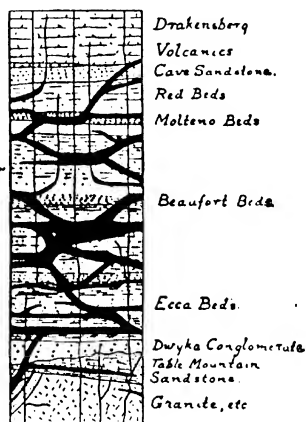 Drakensberg
Volcanics
Cave Sandstone.
Red Beds
Molteno Beds
Beaufort Beds
Ecca Beds.
Dwyka Conglomerate
Table Mountain
Sandstone.
Granite, etc